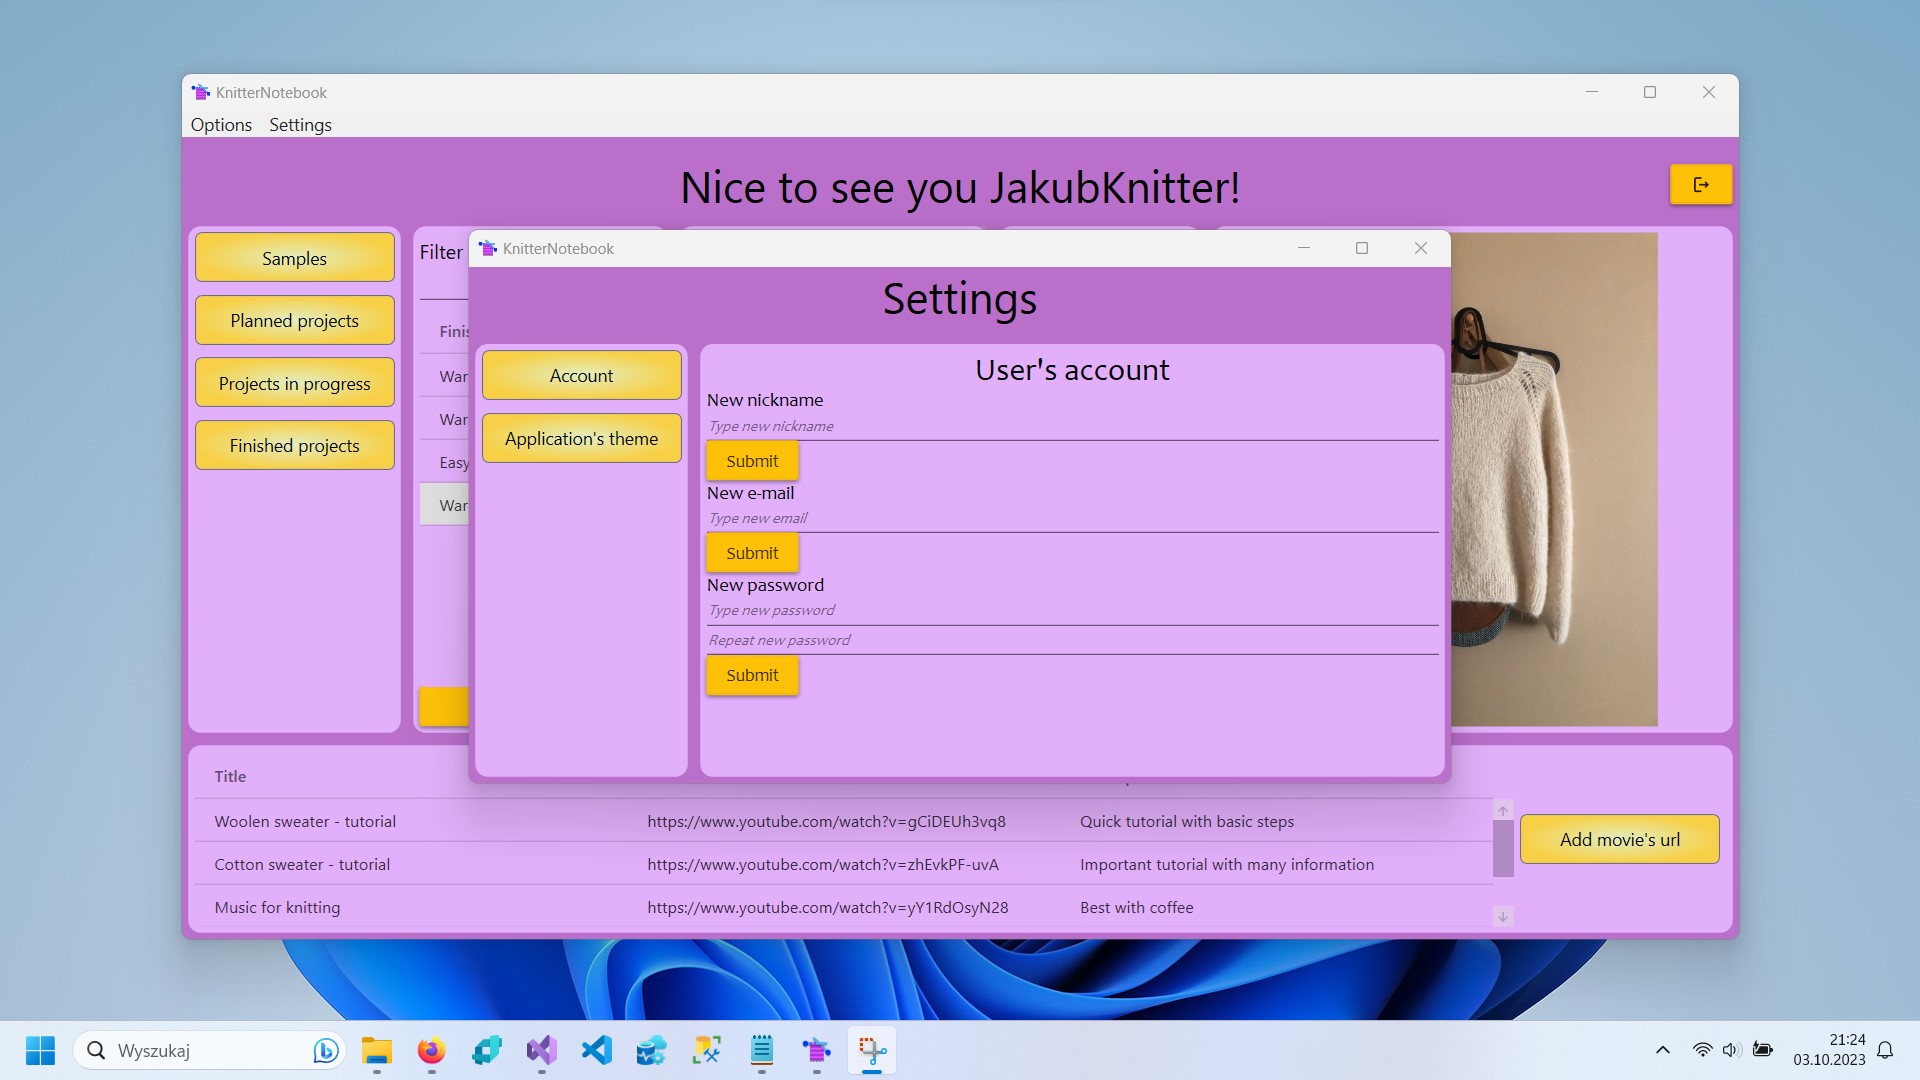 KnitterNotebook
Options Settings
Nice to see you JakubKnitter!
Samples
Planned projects
Projects in progress
Finished projects
Filter
Finis
War
War
Easy
War
KnitterNotebook
Settings
Account
Application's theme
User's account
New nickname
Type new nickname
Submit
New e-mail
Type new email
Submit
New password
Type new password
Repeat new password
Submit
Title
Woolen sweater - tutorial https://www.youtube.com/watch?v=gCiDEUh3vq8 Quick tutorial with basic steps
Cotton sweater - tutorial https://www.youtube.com/watch?v=zhEvkPF-uvA Important tutorial with many information
Music for knitting https://www.youtube.com/watch?v=yY1RdOsyN28 Best with coffee
Add movie's url
Wyszukaj
21:24
03.10.2023